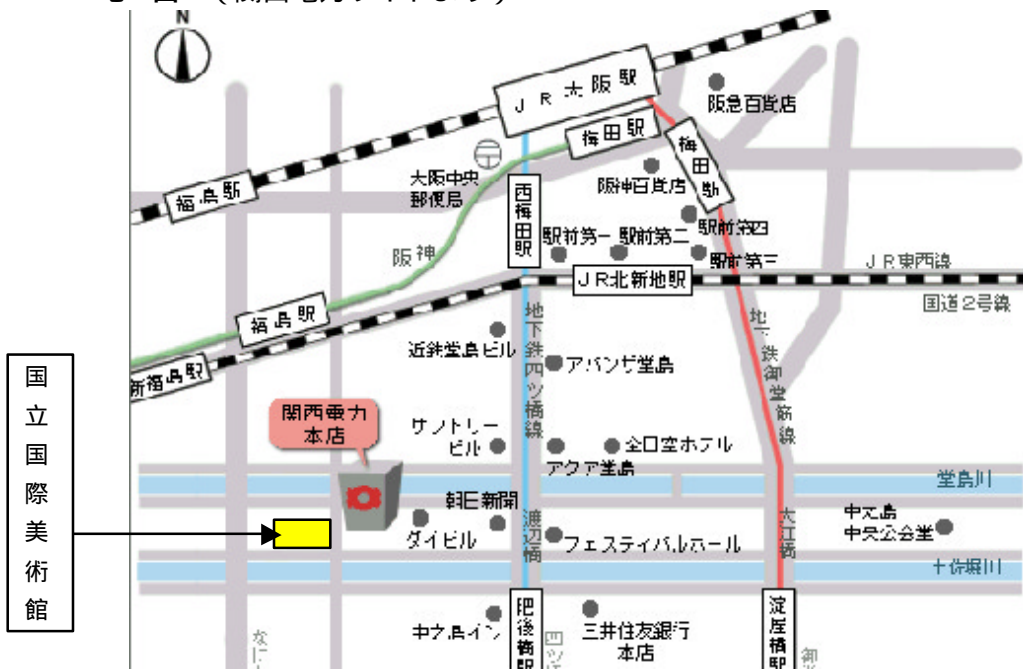 N
JR大阪駅
阪急百貨店
梅田駅
梅田駅
大阪中央
郵便局
阪神百貨店
福島駅
西梅田駅
駅前第四
駅前第一
駅前第二
駅前第三
阪神
JR東西線
JR北新地駅
国道2号線
福島駅
地下鉄四ツ橋線
地下鉄御堂筋線
近鉄堂島ビル
アバンザ堂島
新福島駅
国立国際美術館
関西電力
本店
サントリー
ビル
全日空ホテル
アクア堂島
堂島川
朝日新聞
ダイビル
渡辺橋
フェスティバルホール
大江橋
中之島
中央公会堂
土佐堀川
肥後橋駅
淀屋橋駅
中之島イン
三井住友銀行
本店